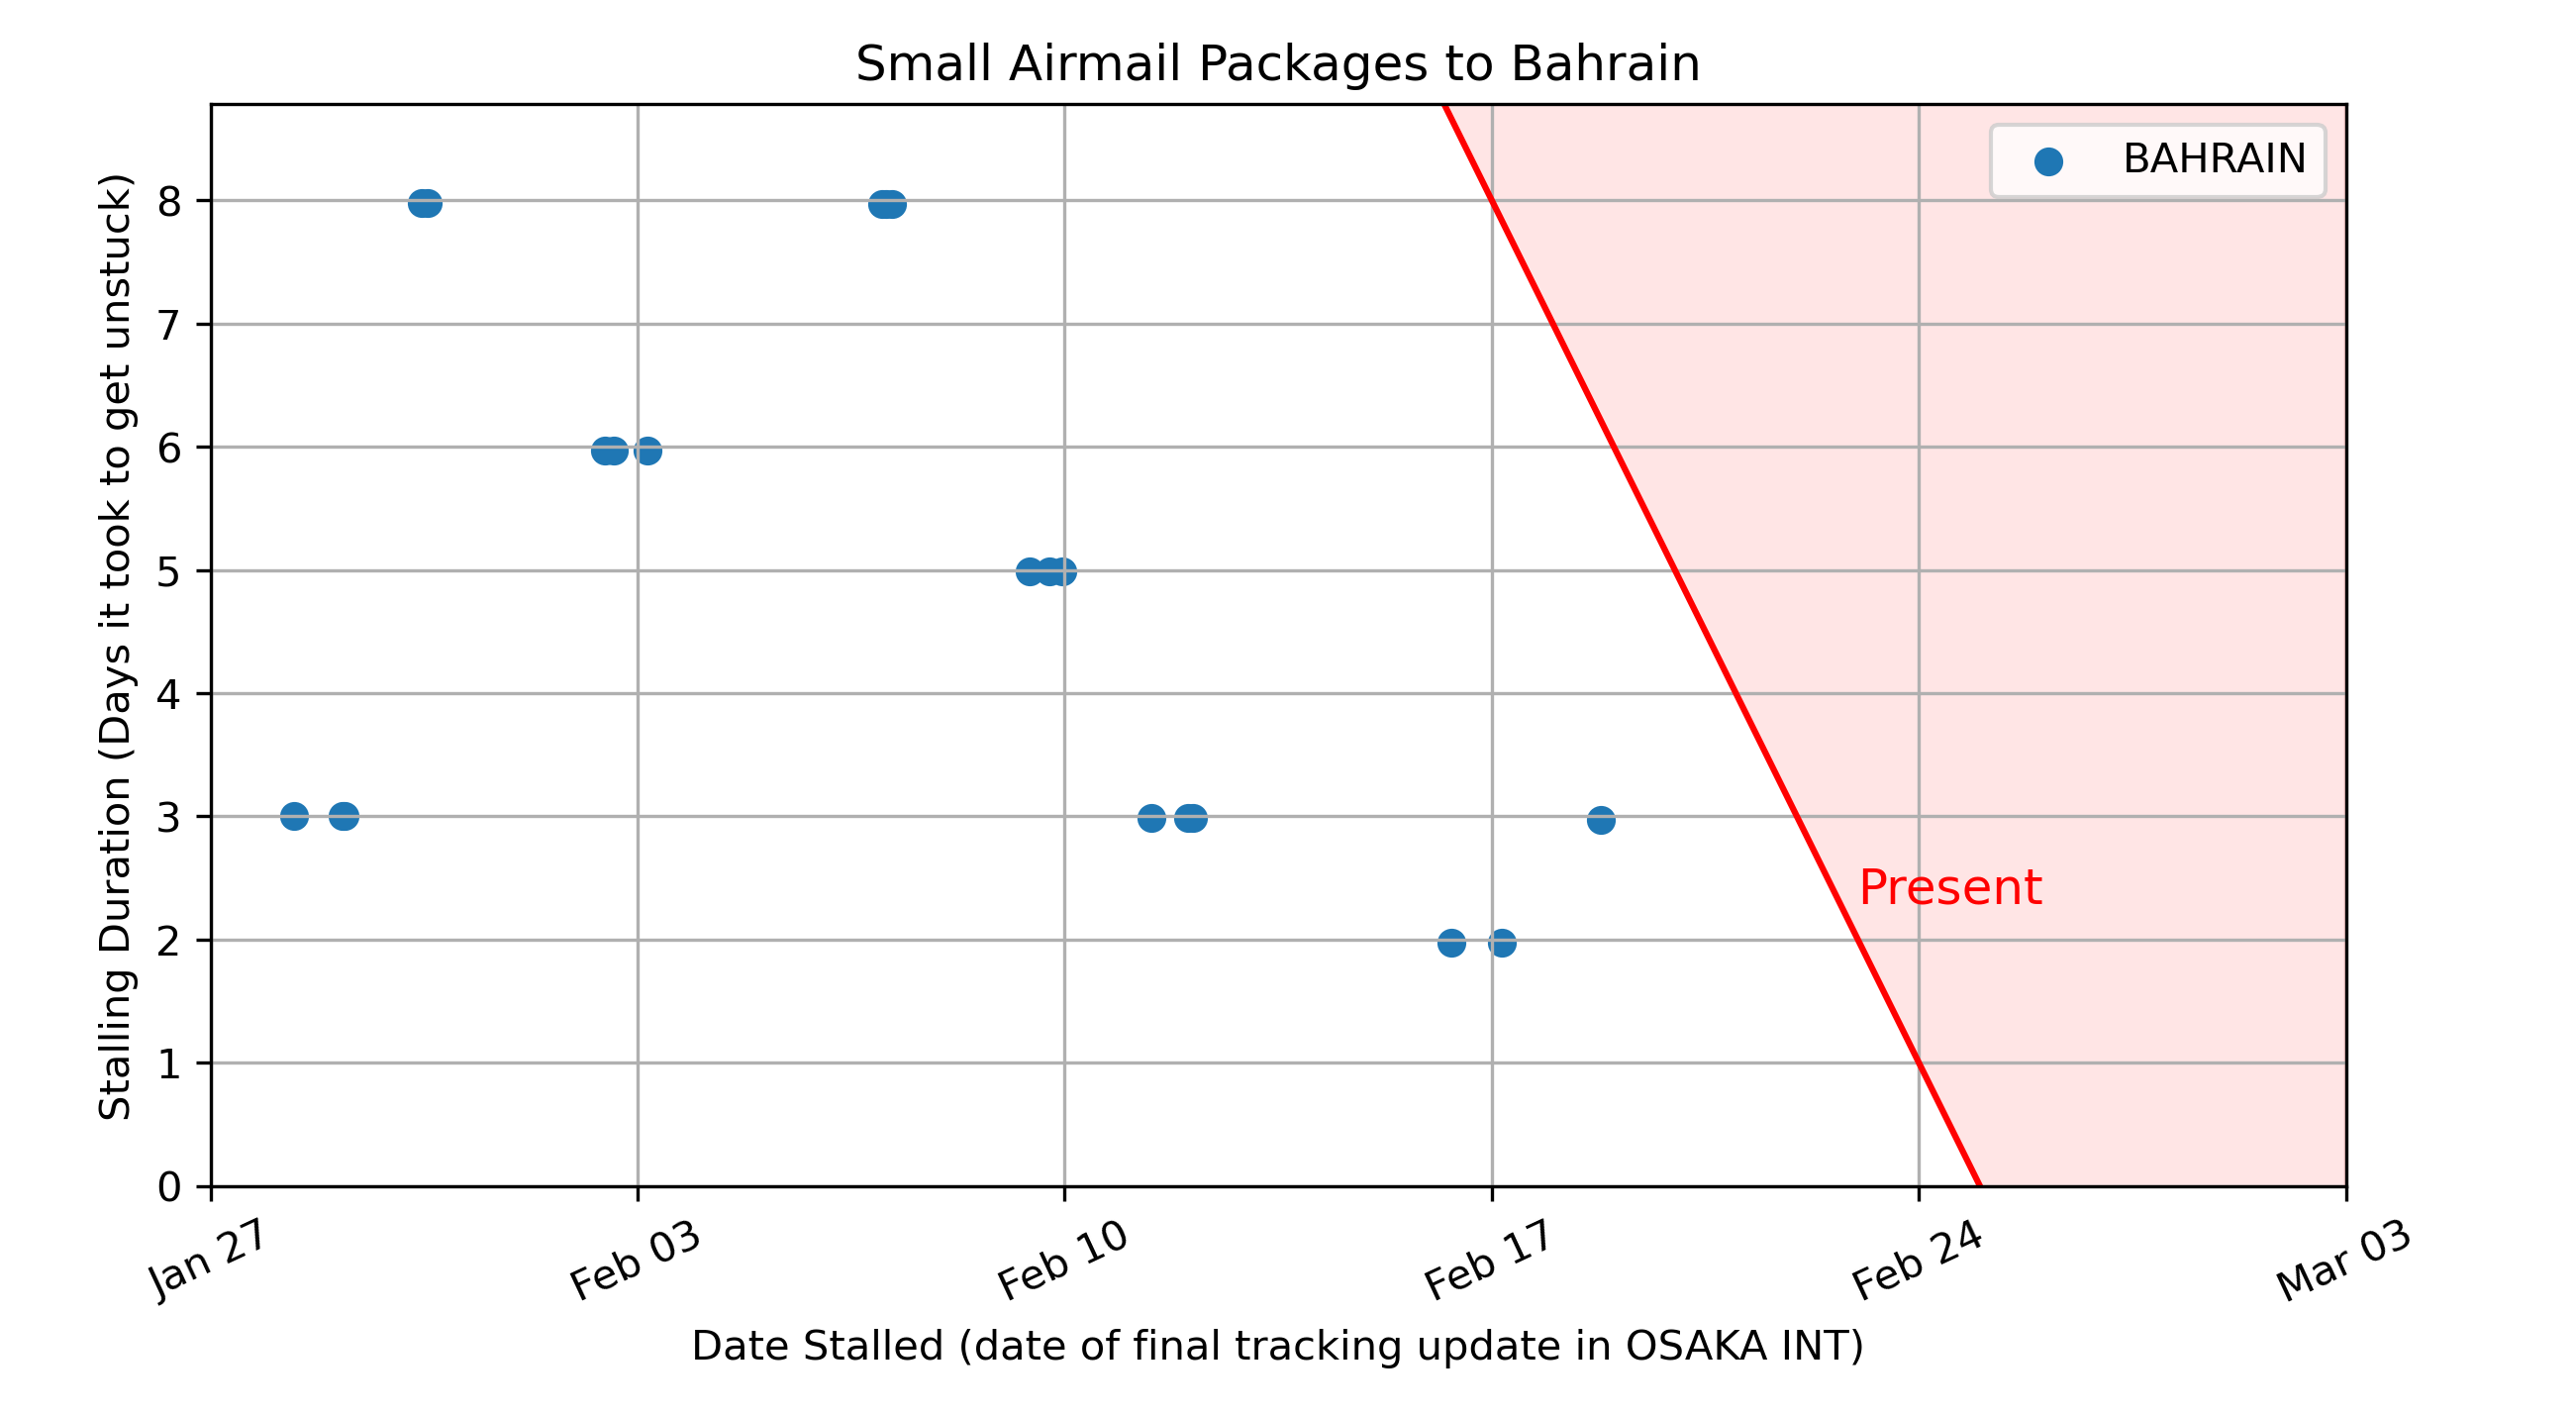 Small Airmail Packages to Bahrain
BAHRAIN
Stalling Duration (Days it took to get unstuck)
8
7
6
5
4
3
2
1
0
Present
Jan 27
Feb 03
Feb 10
Feb 17
Feb 24
Mar 03
Date Stalled (date of final tracking update in OSAKA INT)